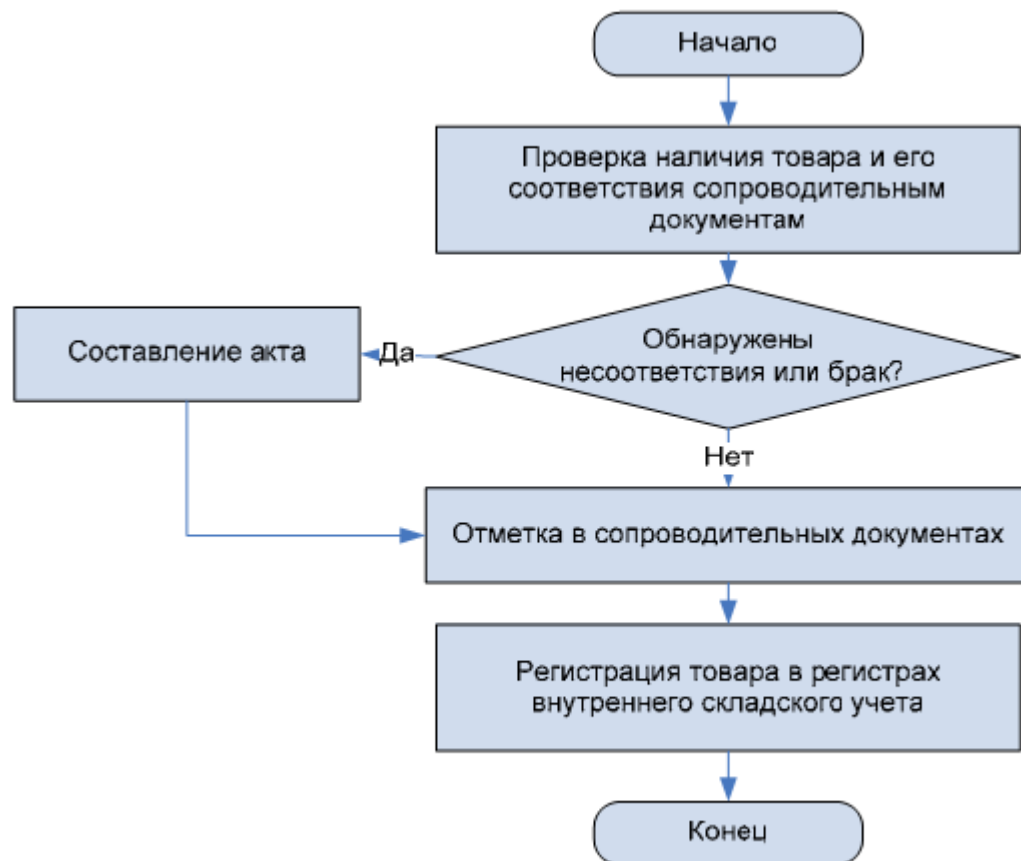 Начало
Проверка наличия товара и его
соответствия сопроводительным
документам
Обнаружены
несоответствия или брак?
Да
Составление акта
Нет
Отметка в сопроводительных документах
Регистрация товара в регистрах
внутреннего складского учета
Конец